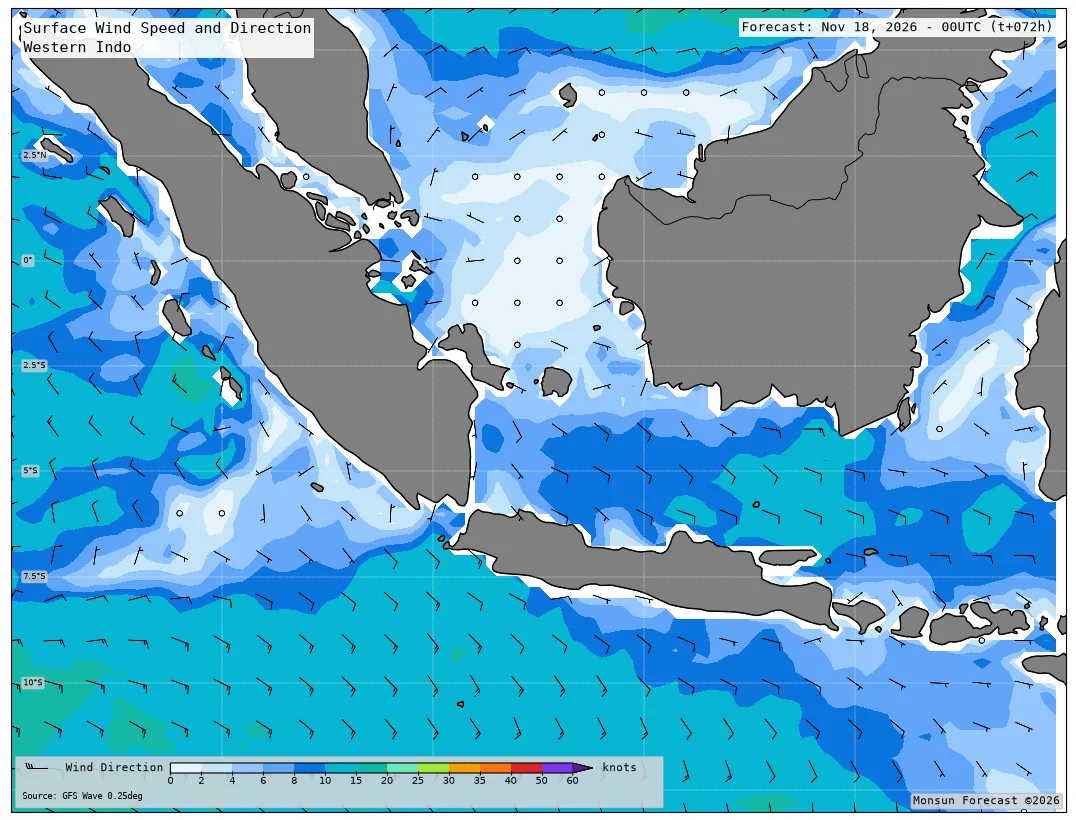 Surface Wind Speed and Direction
Western Indo
Forecast: Nov 18, 2026 - 00UTC (t+072h)
2.5°N
0°
2.5°S
5°S
7.5°S
10°S
Wind Direction
0 2 4 6 8 10 15 20 25 30 35 40 50 60
knots
Source: GFS Wave 0.25deg
Monsun Forecast ©2026